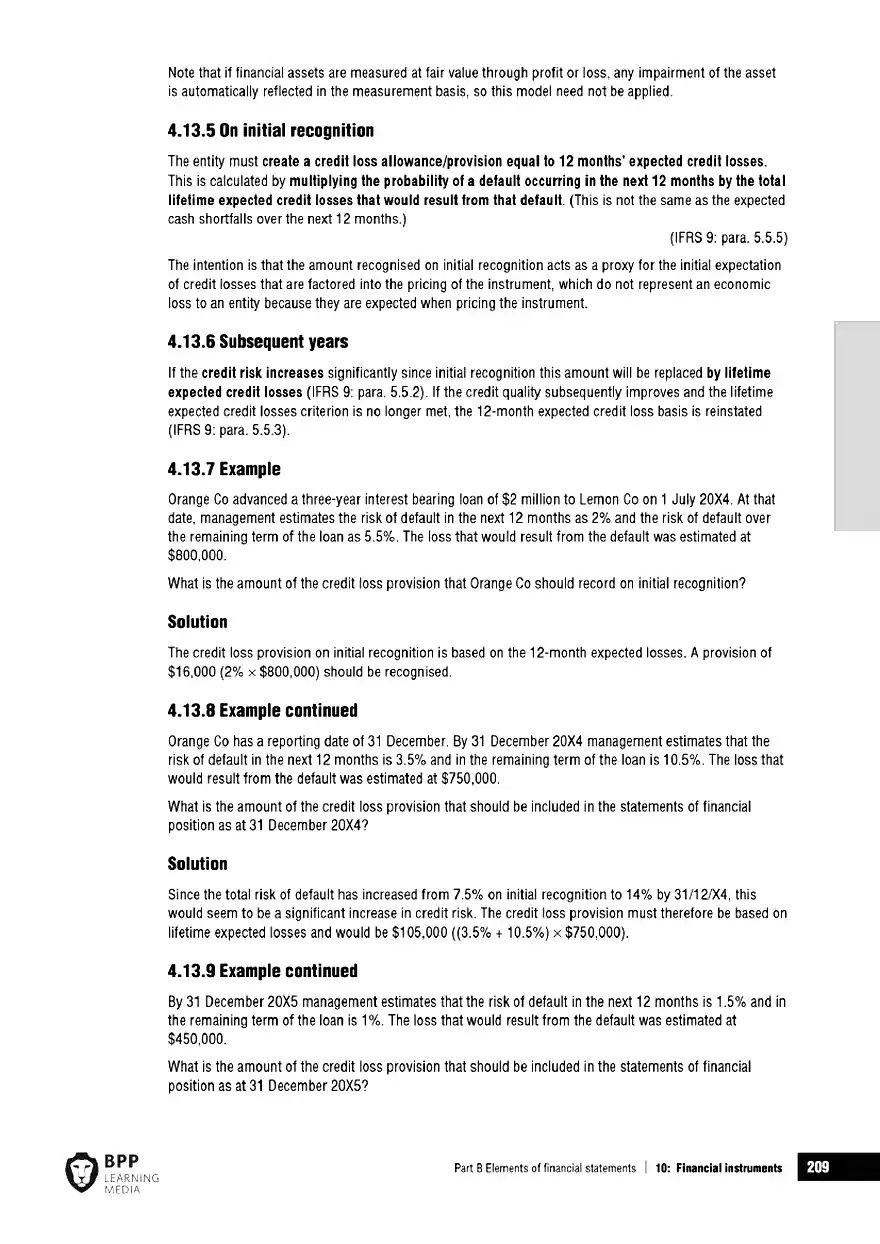 Note that if financial assets are measured at fair value through profit or loss, any impairment of the asset
is automatically reflected in the measurement basis, so this model need not be applied.
4.13.5 On initial recognition
The entity must create a credit loss allowance/provision equal to 12 months' expected credit losses.
This is calculated by multiplying the probability of a default occurring in the next 12 months by the total
lifetime expected credit losses that would result from that default. (This is not the same as the expected
cash shortfalls over the next 12 months.)
(IFRS 9: para. 5.5.5)
The intention is that the amount recognised on initial recognition acts as a proxy for the initial expectation
of credit losses that are factored into the pricing of the instrument, which do not represent an economic
loss to an entity because they are expected when pricing the instrument.
4.13.6 Subsequent years
If the credit risk increases significantly since initial recognition this amount will be replaced by lifetime
expected credit losses (IFRS 9: para. 5.5.2). If the credit quality subsequently improves and the lifetime
expected credit losses criterion is no longer met, the 12-month expected credit loss basis is reinstated
(IFRS 9: para. 5.5.3).
4.13.7 Example
Orange Co advanced a three-year interest bearing loan of $2 million to Lemon Co on 1 July 20X4. At that
date, management estimates the risk of default in the next 12 months as 2% and the risk of default over
the remaining term of the loan as 5.5%. The loss that would result from the default was estimated at
$800,000.
What is the amount of the credit loss provision that Orange Co should record on initial recognition?
Solution
The credit loss provision on initial recognition is based on the 12-month expected losses. A provision of
$16,000 (2% × $800,000) should be recognised.
4.13.8 Example continued
Orange Co has a reporting date of 31 December. By 31 December 20X4 management estimates that the
risk of default in the next 12 months is 3.5% and in the remaining term of the loan is 10.5%. The loss that
would result from the default was estimated at $750,000.
What is the amount of the credit loss provision that should be included in the statements of financial
position as at 31 December 20X4?
Solution
Since the total risk of default has increased from 7.5% on initial recognition to 14% by 31/12/X4, this
would seem to be a significant increase in credit risk. The credit loss provision must therefore be based on
lifetime expected losses and would be $105,000 ((3.5% + 10.5%) × $750,000).
4.13.9 Example continued
By 31 December 20X5 management estimates that the risk of default in the next 12 months is 1.5% and in
the remaining term of the loan is 1%. The loss that would result from the default was estimated at
$450,000.
What is the amount of the credit loss provision that should be included in the statements of financial
position as at 31 December 20X5?
BPP
LEARNING
MEDIA
Part B Elements of financial statements | 10: Financial instruments 209